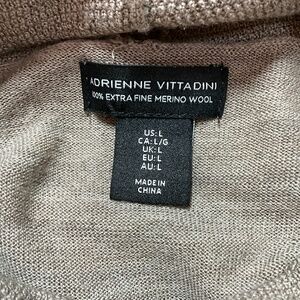 ADRIENNE VITTADINI
100% EXTRA FINE MERINO WOOL
US: L
CA: L/G
UK: L
EU: L
AU: L
MADE IN
CHINA